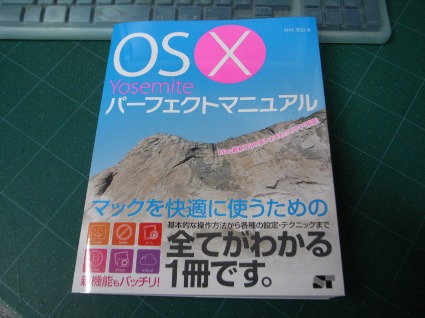 OS X
Yosemite
パーフェクトマニュアル
マックを快適に使うための
基本的な操作方法から各種の設定・テクニックまで
全てがわかる
1冊です。
新機能もバッチリ!